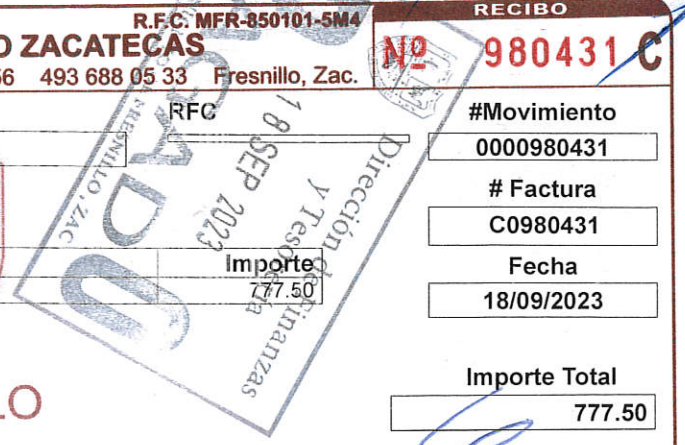 R.F.C. MFR-850101-5M4
RECIBO
O ZACATECAS
Nº 980431 C
56 493 688 05 33 Fresnillo, Zac.
RFC
#Movimiento
0000980431
# Factura
C0980431
Importe
777.50
Fecha
18/09/2023
Importe Total
777.50
DE FRESNILLO, ZAC
18 SEP 2023
Dirección de Finanzas
y Tesorería
LO